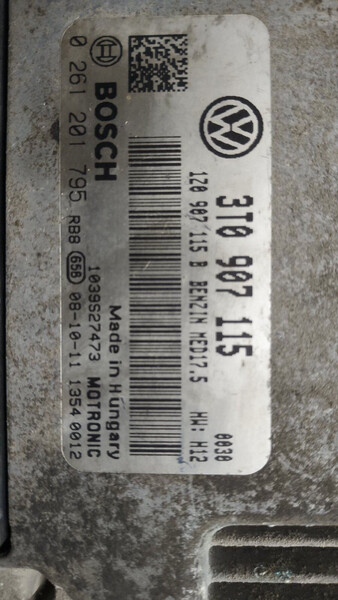 3T0 907 115
0030
1Z0 907 115 B BENZIN MED17.5 HW: H12
Made in Hungary
BOSCH
1039S27473 MOTRONIC
0 261 201 795 RB8 658 08-10-11 1354 0012